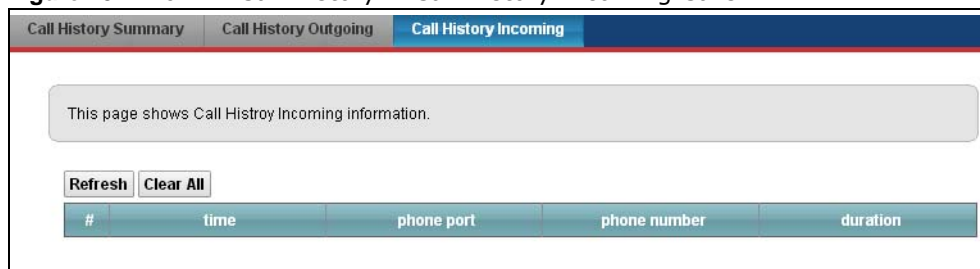 Call History Summary Call History Outgoing Call History Incoming
This page shows Call Histroy Incoming information.
Refresh Clear All
# time phone port phone number duration